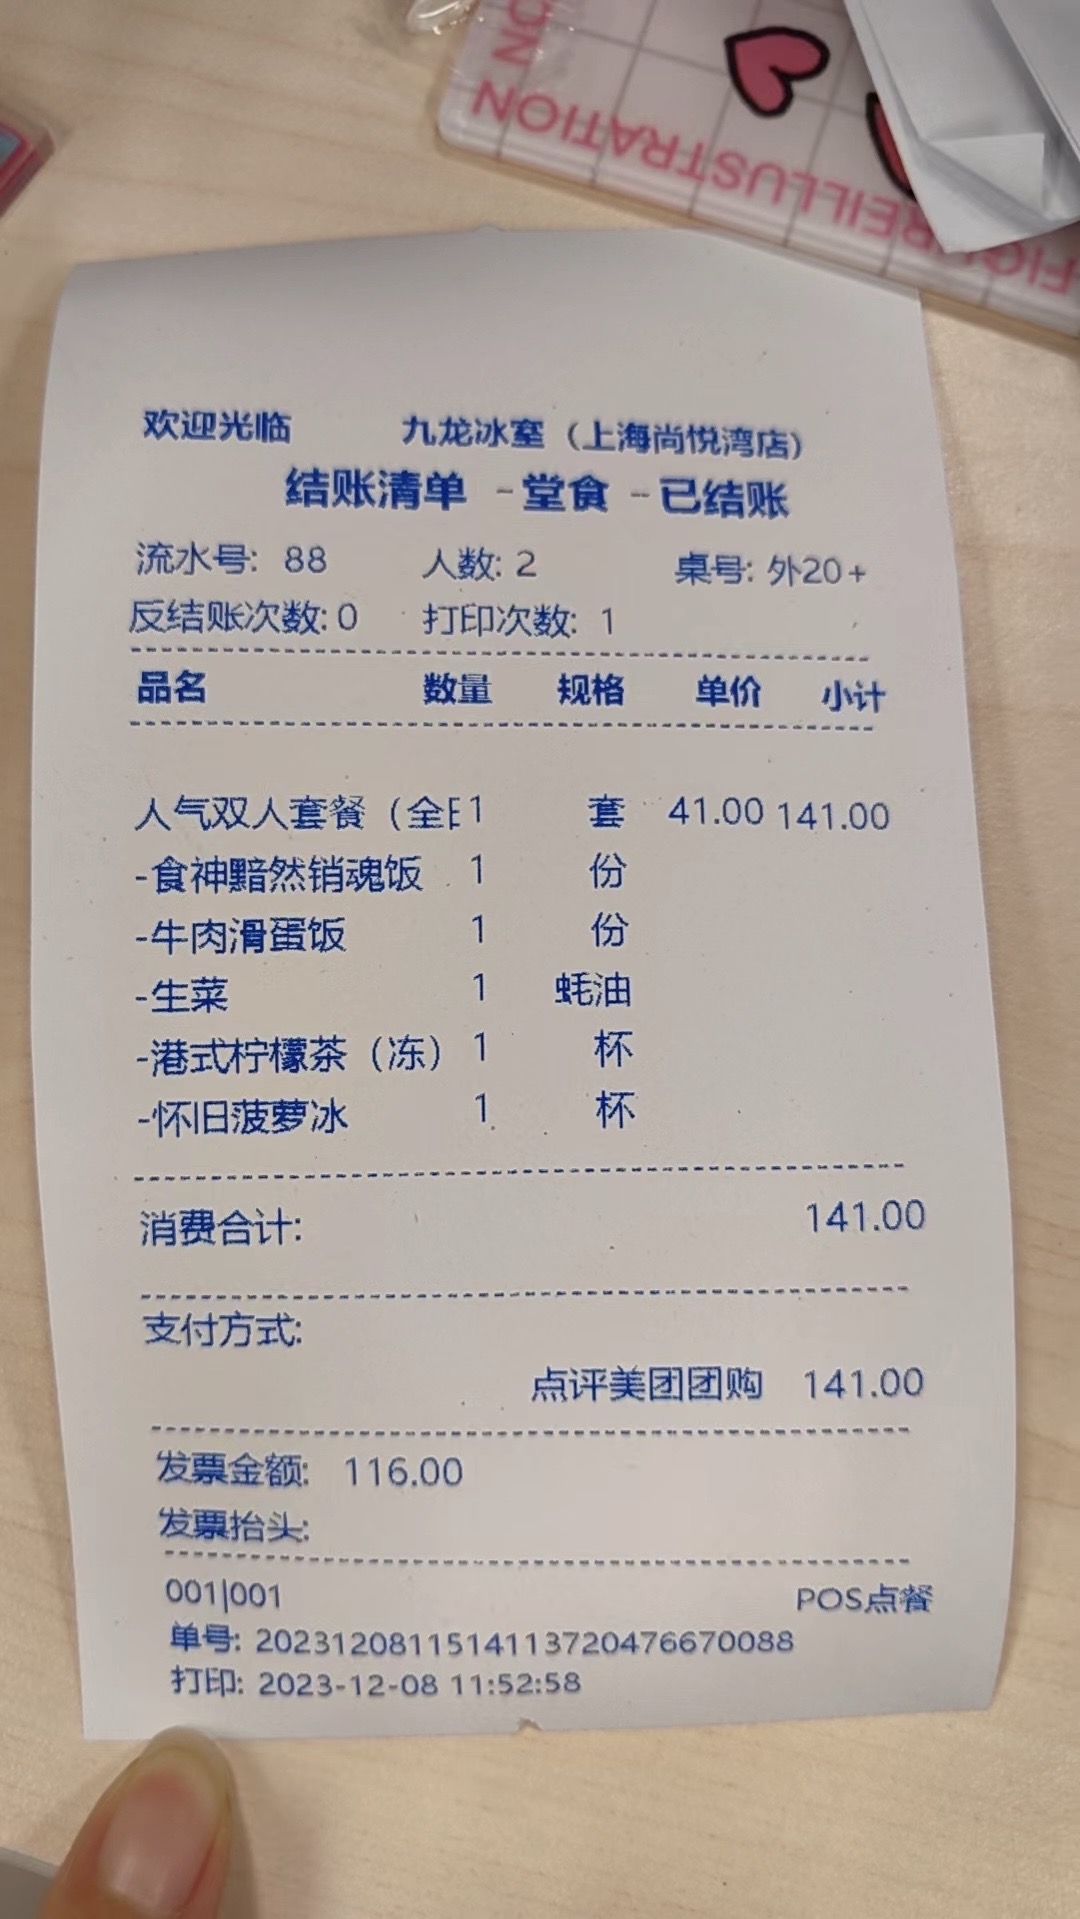 NOIT
FIGUREILLUSTRATION
欢迎光临 九龙冰室（上海尚悦湾店）
结账清单 -堂食 -已结账
流水号: 88 人数: 2 桌号: 外20+
反结账次数: 0 打印次数: 1
品名 数量 规格 单价 小计
人气双人套餐（全日1 套 41.00 141.00
-食神黯然销魂饭 1 份
-牛肉滑蛋饭 1 份
-生菜 1 蚝油
-港式柠檬茶（冻） 1 杯
-怀旧菠萝冰 1 杯
消费合计: 141.00
支付方式:
点评美团团购 141.00
发票金额: 116.00
发票抬头:
001|001 POS点餐
单号: 20231208115141137204766​70088
打印: 2023-12-08 11:52:58